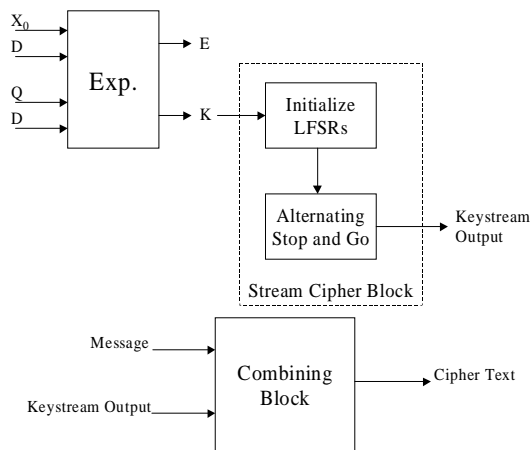 X0
D
Q
D
Exp.
E
K
Initialize
LFSRs
Alternating
Stop and Go
Keystream
Output
Stream Cipher Block
Message
Keystream Output
Combining
Block
Cipher Text